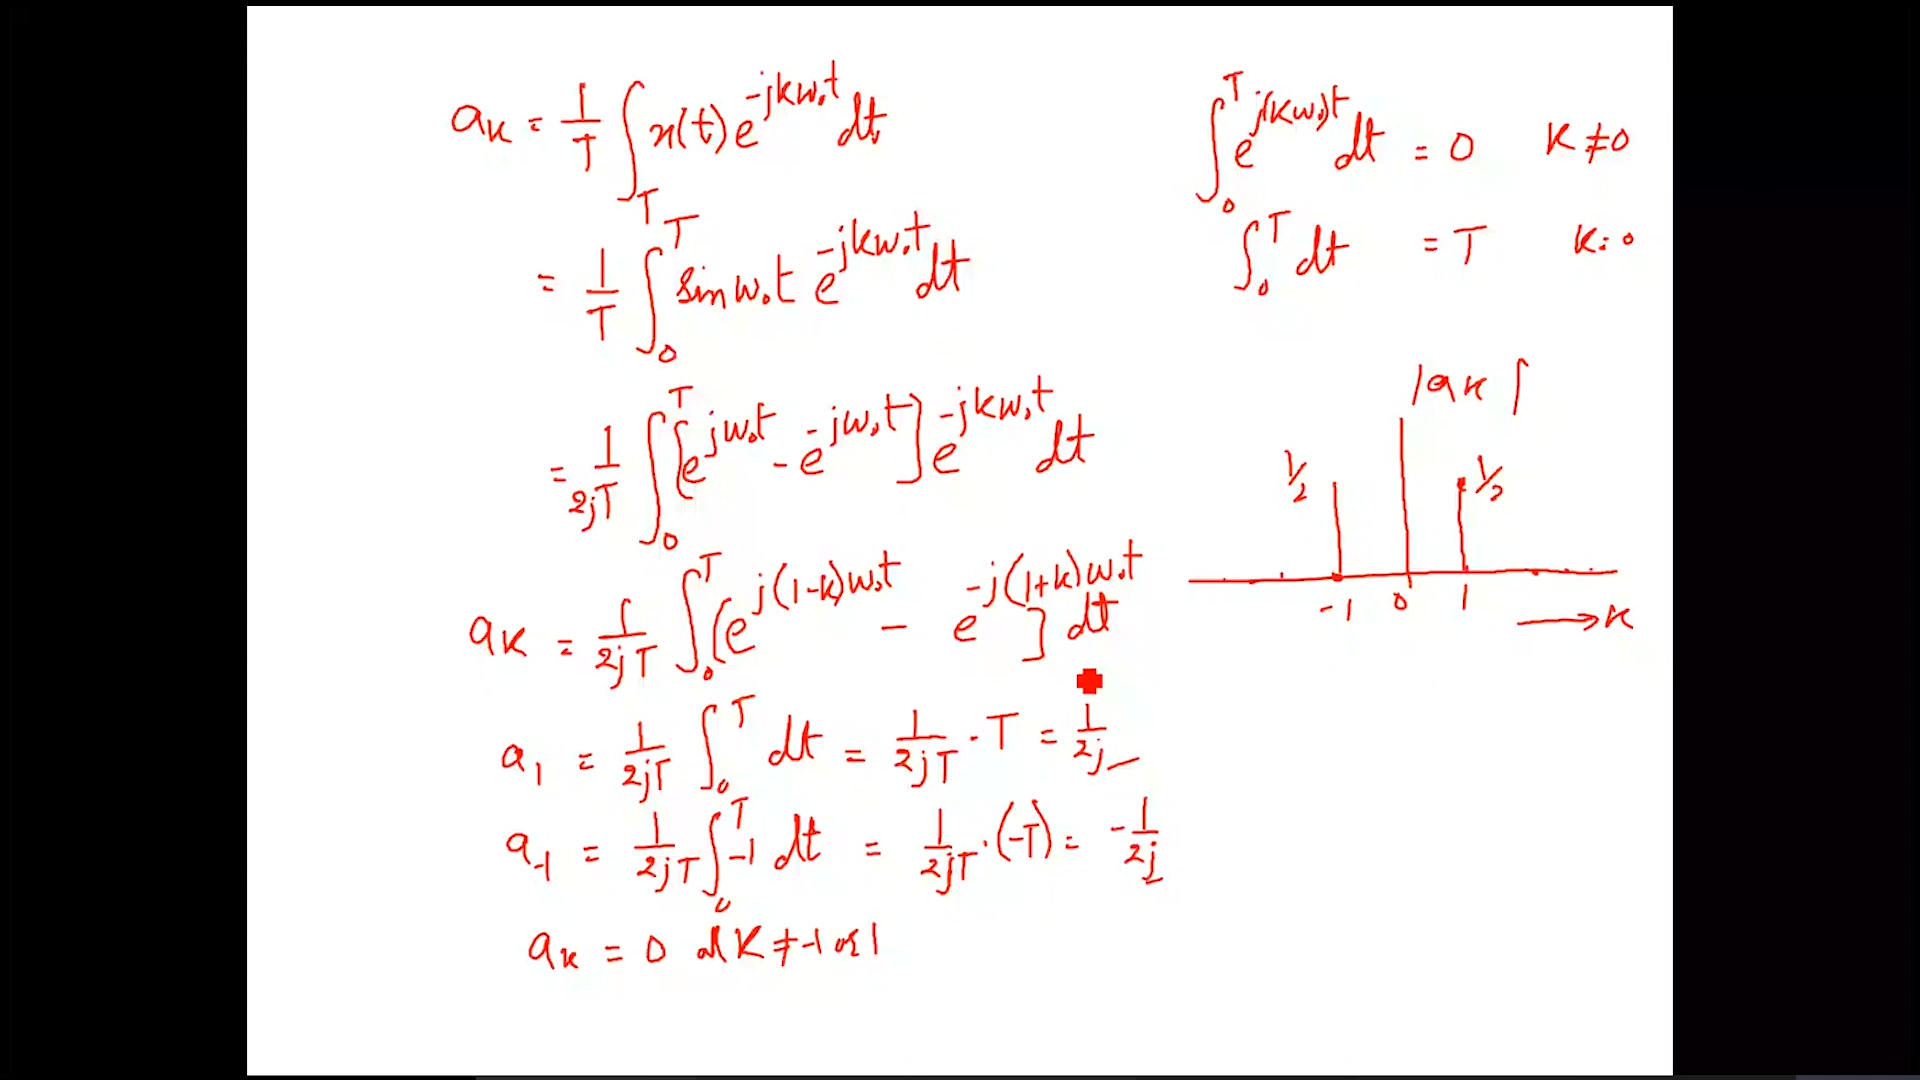 aₖ = 1/T ∫_T x(t) e^{-jkω₀t} dt
= 1/T ∫₀^T sin ω₀t e^{-jkω₀t} dt
= 1/2jT ∫₀^T [e^{jω₀t} - e^{-jω₀t}] e^{-jkω₀t} dt
aₖ = 1/2jT ∫₀^T [e^{j(1-k)ω₀t} - e^{-j(1+k)ω₀t}] dt
a₁ = 1/2jT ∫₀^T dt = 1/2jT · T = 1/2j
a₋₁ = 1/2jT ∫₀^T -1 dt = 1/2jT · (-T) = -1/2j
aₖ = 0 all K ≠ -1 or 1
∫₀^T e^{j(kω₀)t} dt = 0 K ≠ 0
∫₀^T dt = T K = 0
|aₖ|
1/2 1/2
-1 0 1
→ K